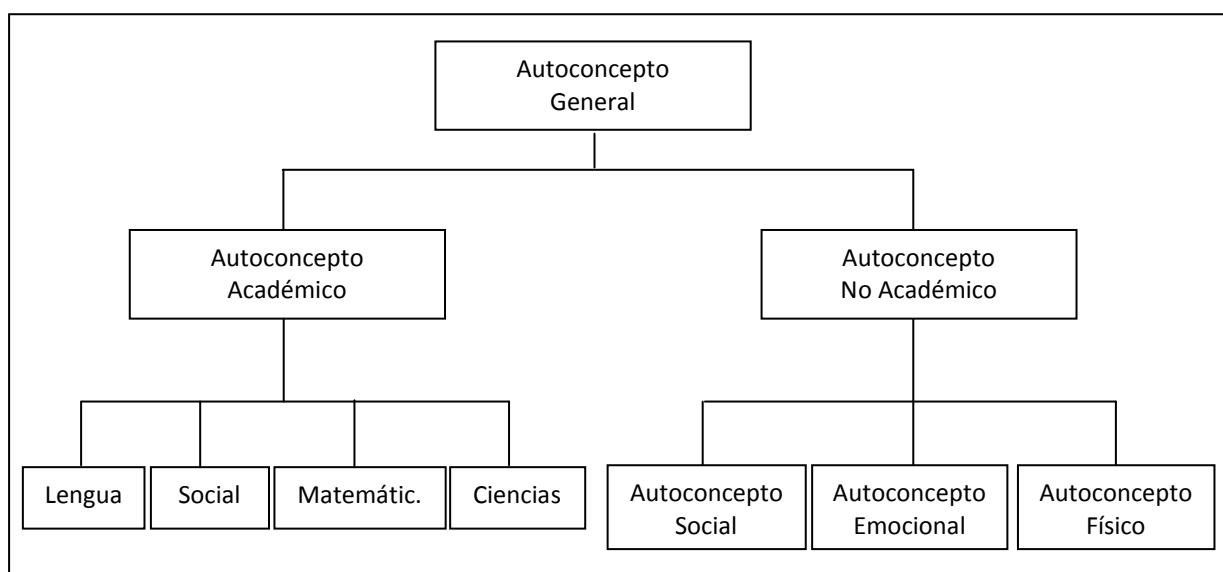 Autoconcepto
General
Autoconcepto
Académico
Autoconcepto
No Académico
Lengua
Social
Matemátic.
Ciencias
Autoconcepto
Social
Autoconcepto
Emocional
Autoconcepto
Físico